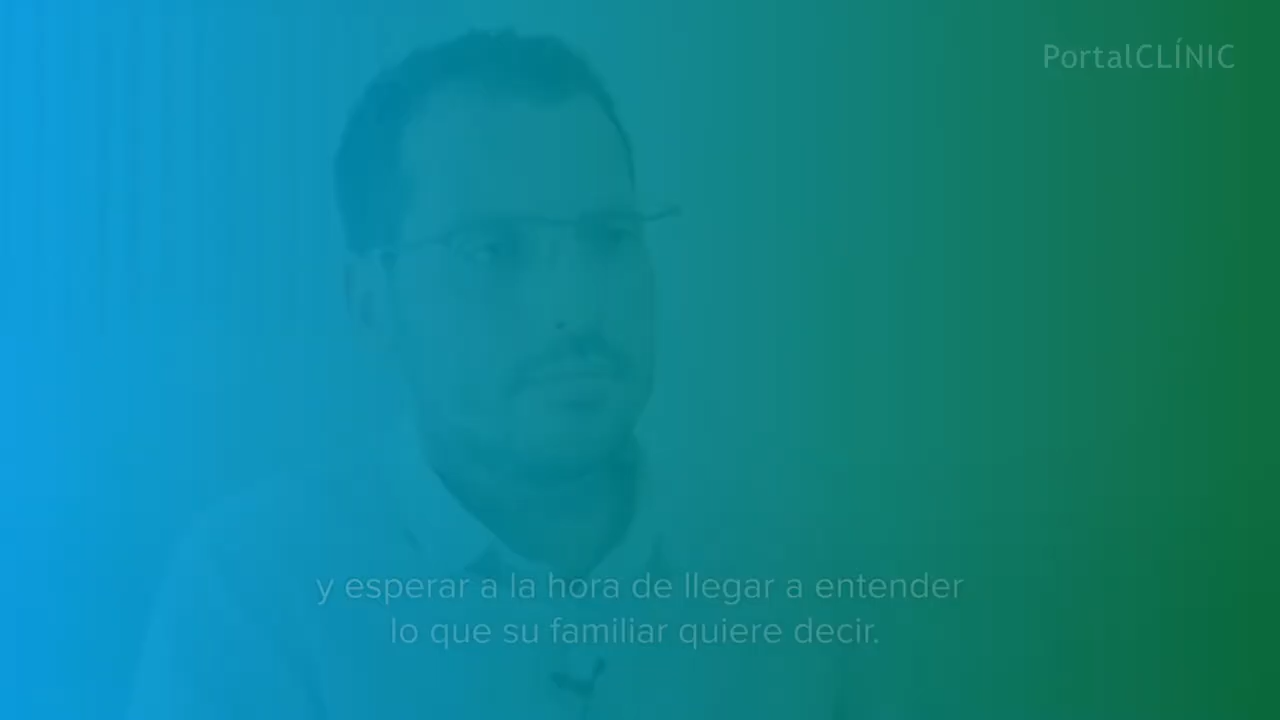 PortalCLÍNIC
y esperar a la hora de llegar a entender
lo que su familiar quiere decir.